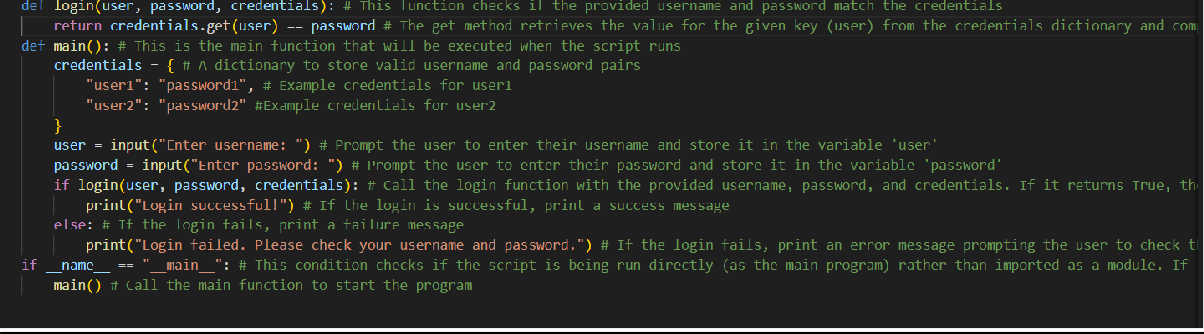 def login(user, password, credentials): # This function checks if the provided username and password match the credentials
return credentials.get(user) == password # The get method retrieves the value for the given key (user) from the credentials dictionary and com
def main(): # This is the main function that will be executed when the script runs
credentials = { # A dictionary to store valid username and password pairs
"user1": "password1", # Example credentials for user1
"user2": "password2" #Example credentials for user2
}
user = input("Enter username: ") # Prompt the user to enter their username and store it in the variable 'user'
password = input("Enter password: ") # Prompt the user to enter their password and store it in the variable 'password'
if login(user, password, credentials): # Call the login function with the provided username, password, and credentials. If it returns True, the
print("Login successful!") # If the login is successful, print a success message
else: # If the login fails, print a failure message
print("Login failed. Please check your username and password.") # If the login fails, print an error message prompting the user to check t
if __name__ == "__main__": # This condition checks if the script is being run directly (as the main program) rather than imported as a module. If
main() # Call the main function to start the program